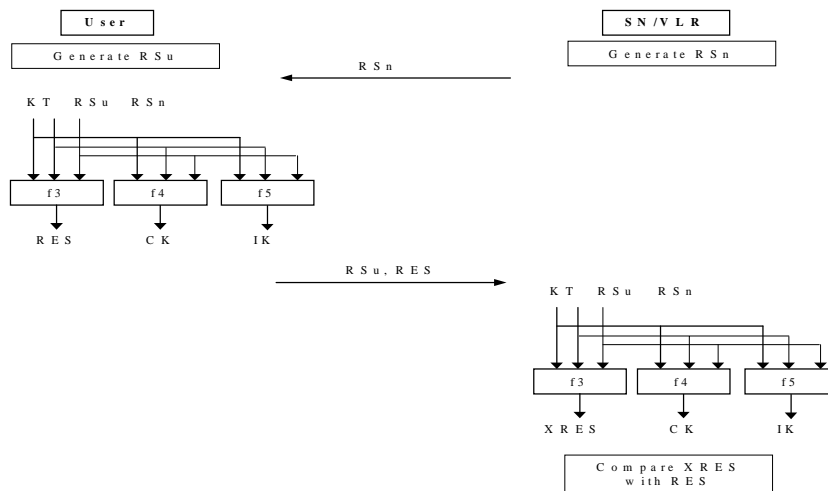 User
SN/VLR
Generate RSu
Generate RSn
RSn
KT RSu RSn
f3 f4 f5
RES CK IK
RSu, RES
KT RSu RSn
f3 f4 f5
XRES CK IK
Compare XRES
with RES